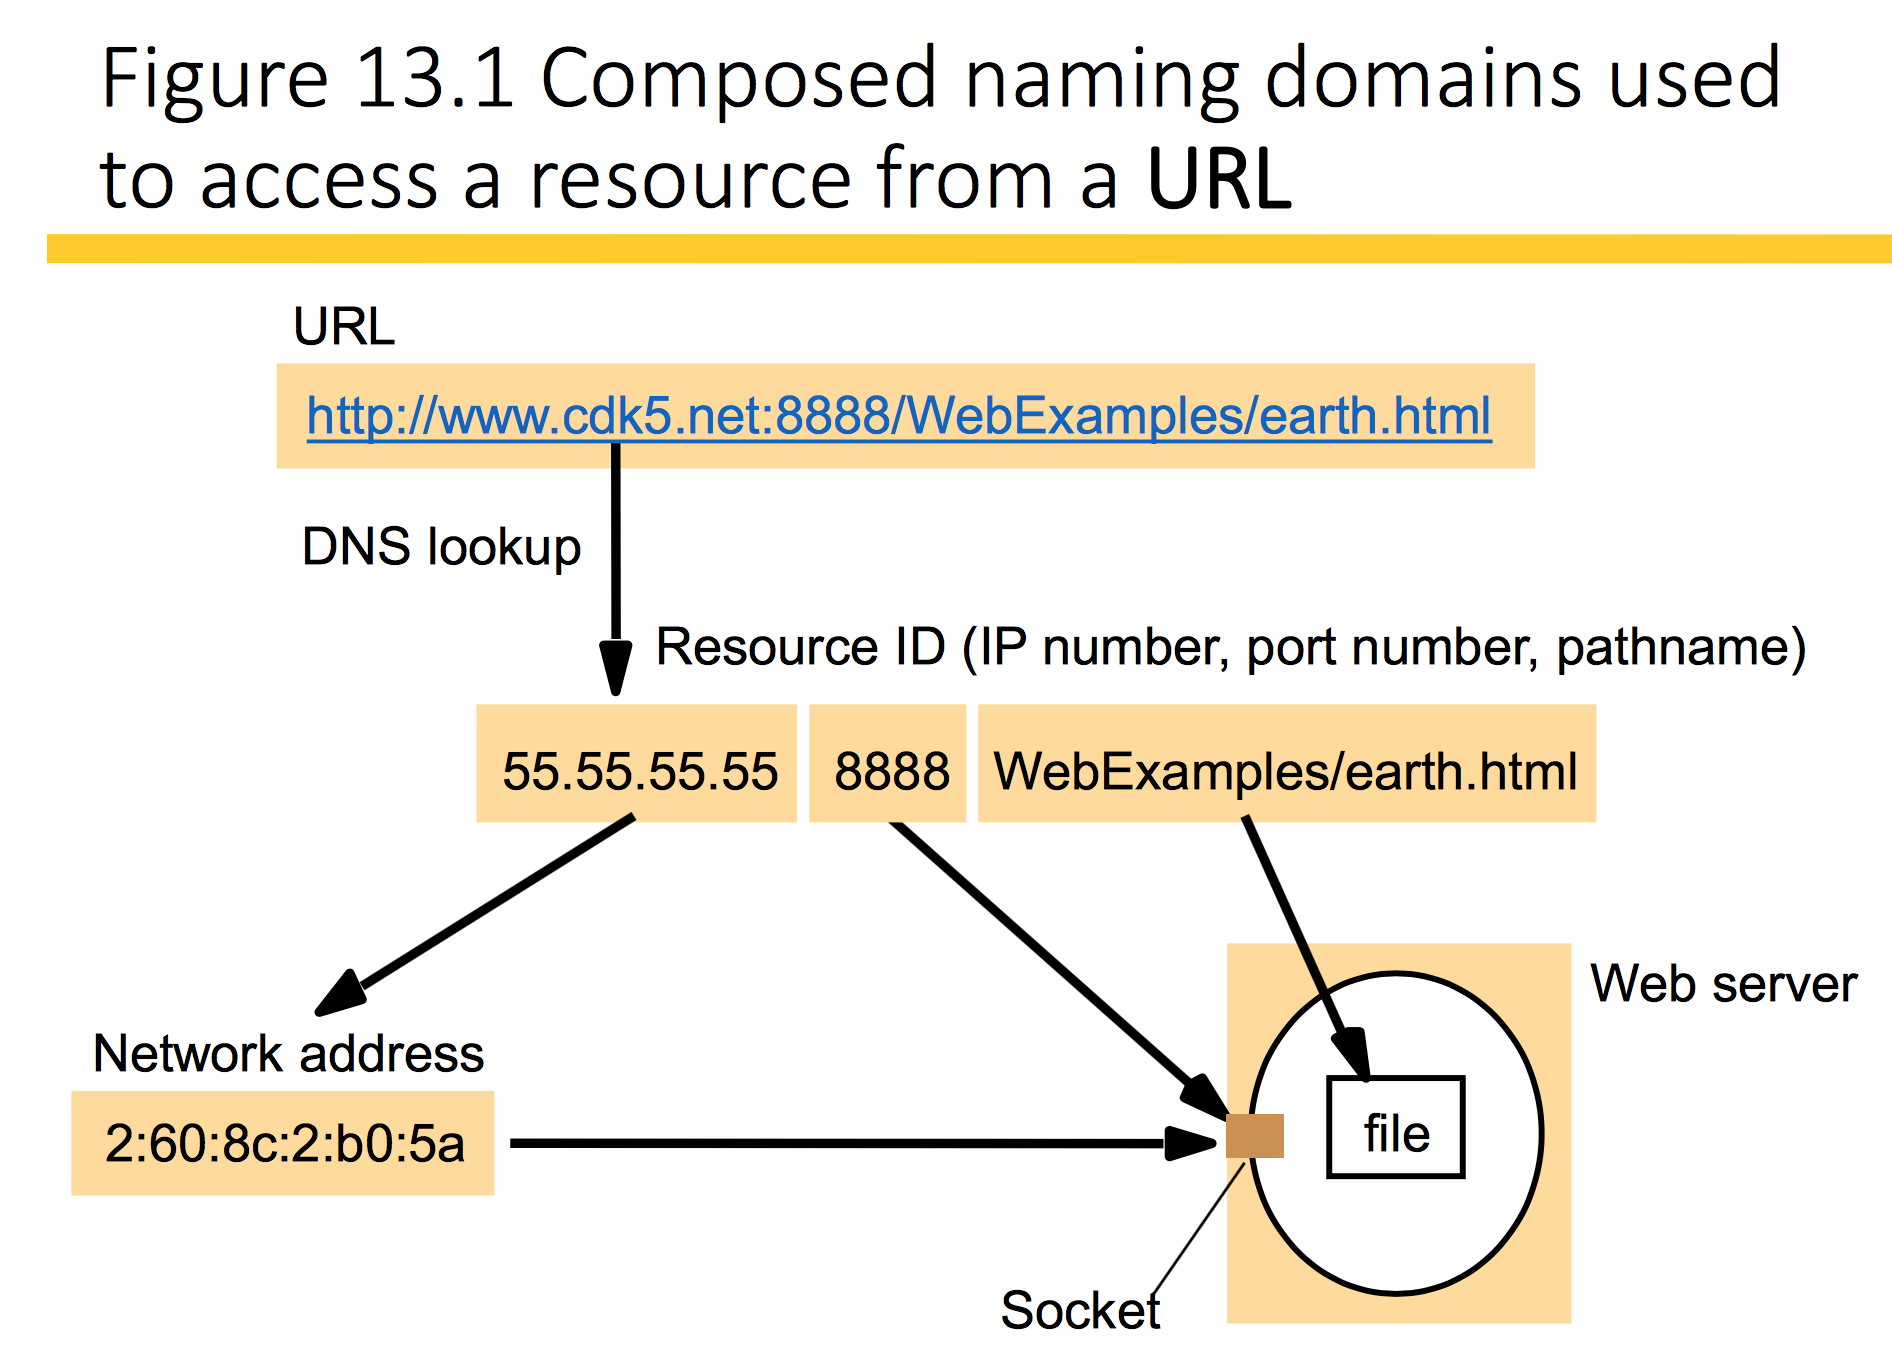 Figure 13.1 Composed naming domains used
to access a resource from a URL
URL
http://www.cdk5.net:8888/WebExamples/earth.html
DNS lookup
Resource ID (IP number, port number, pathname)
55.55.55.55 8888 WebExamples/earth.html
Web server
Network address
2:60:8c:2:b0:5a
file
Socket